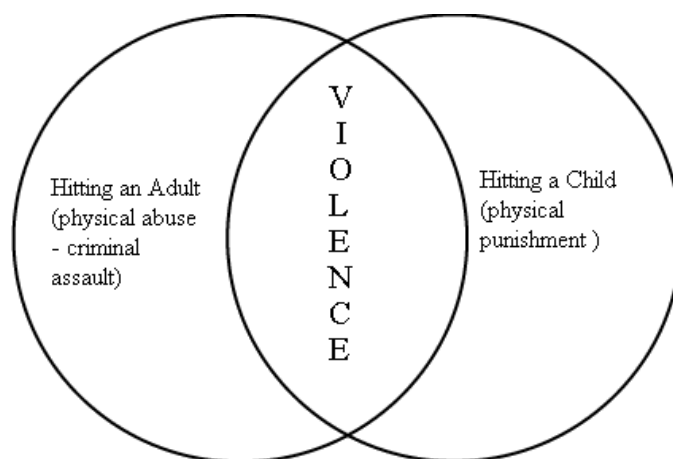 Hitting an Adult
(physical abuse
- criminal
assault)
V
I
O
L
E
N
C
E
Hitting a Child
(physical
punishment )